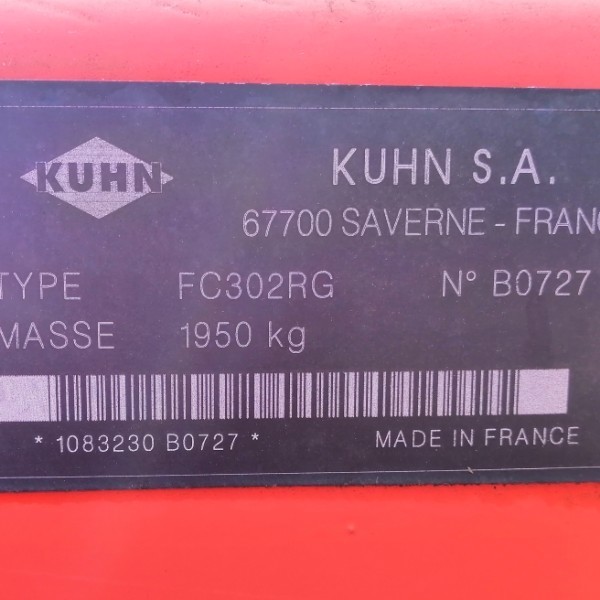 KUHN
KUHN S.A.
67700 SAVERNE - FRANC
TYPE FC302RG N° B0727
MASSE 1950 kg
* 1083230 B0727 *
MADE IN FRANCE